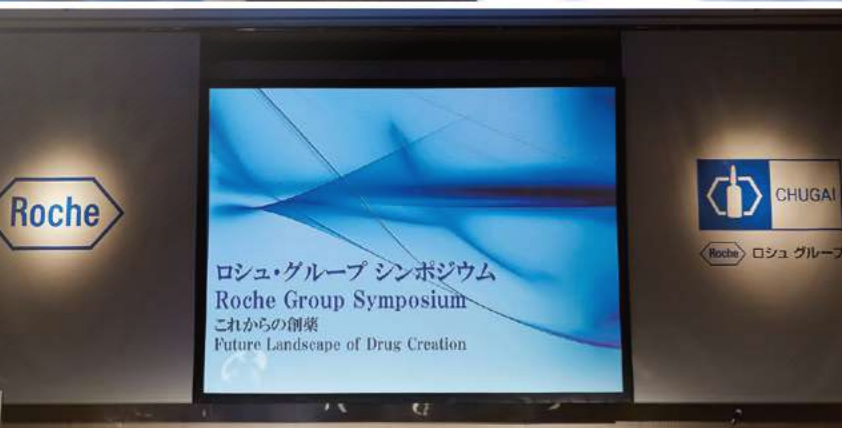 Roche
ロシュ・グループ シンポジウム
Roche Group Symposium
これからの創薬
Future Landscape of Drug Creation
CHUGAI
Roche ロシュ グループ